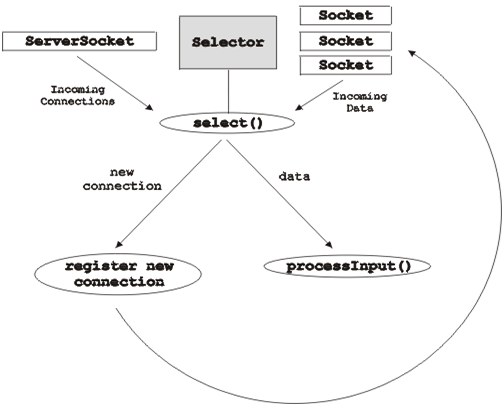 Socket
ServerSocket
Selector
Socket
Socket
Incoming
Connections
Incoming
Data
select()
new
connection
data
register new
connection
processInput()